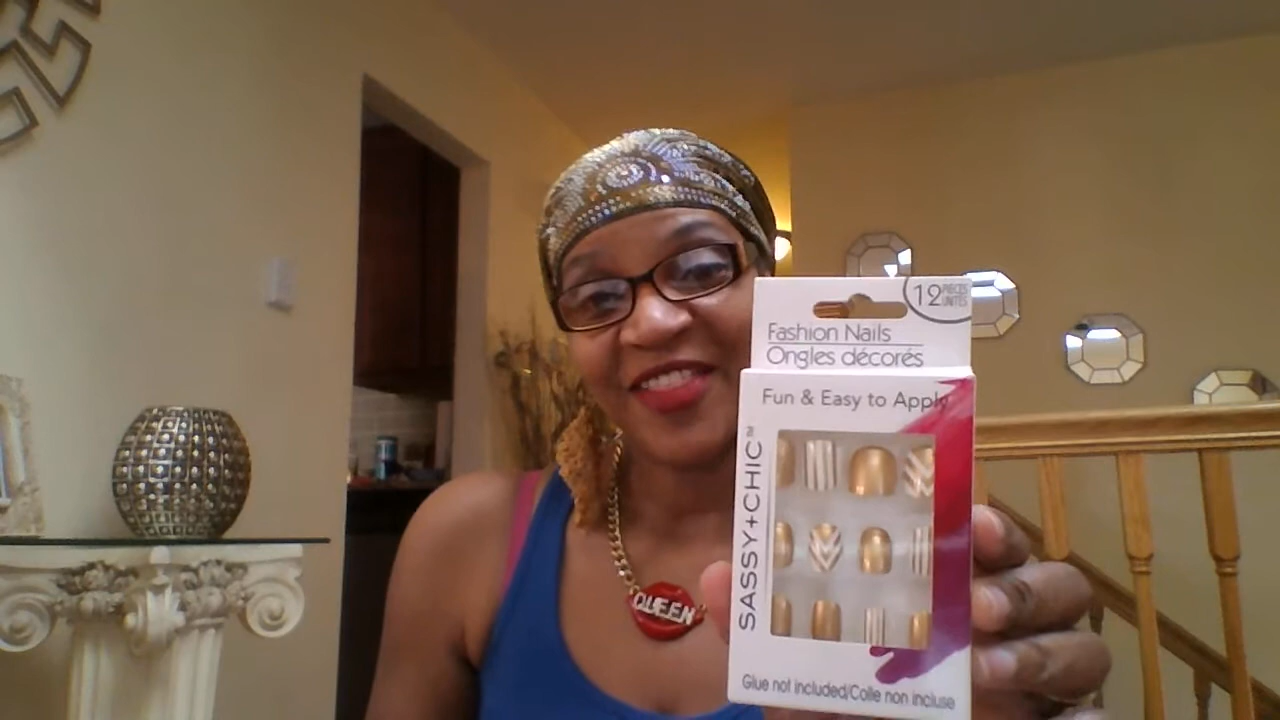 12 PIECES
UNITÉS
Fashion Nails
Ongles décorés
Fun & Easy to Apply
SASSY+CHIC™
QUEEN
Glue not included/Colle non incluse